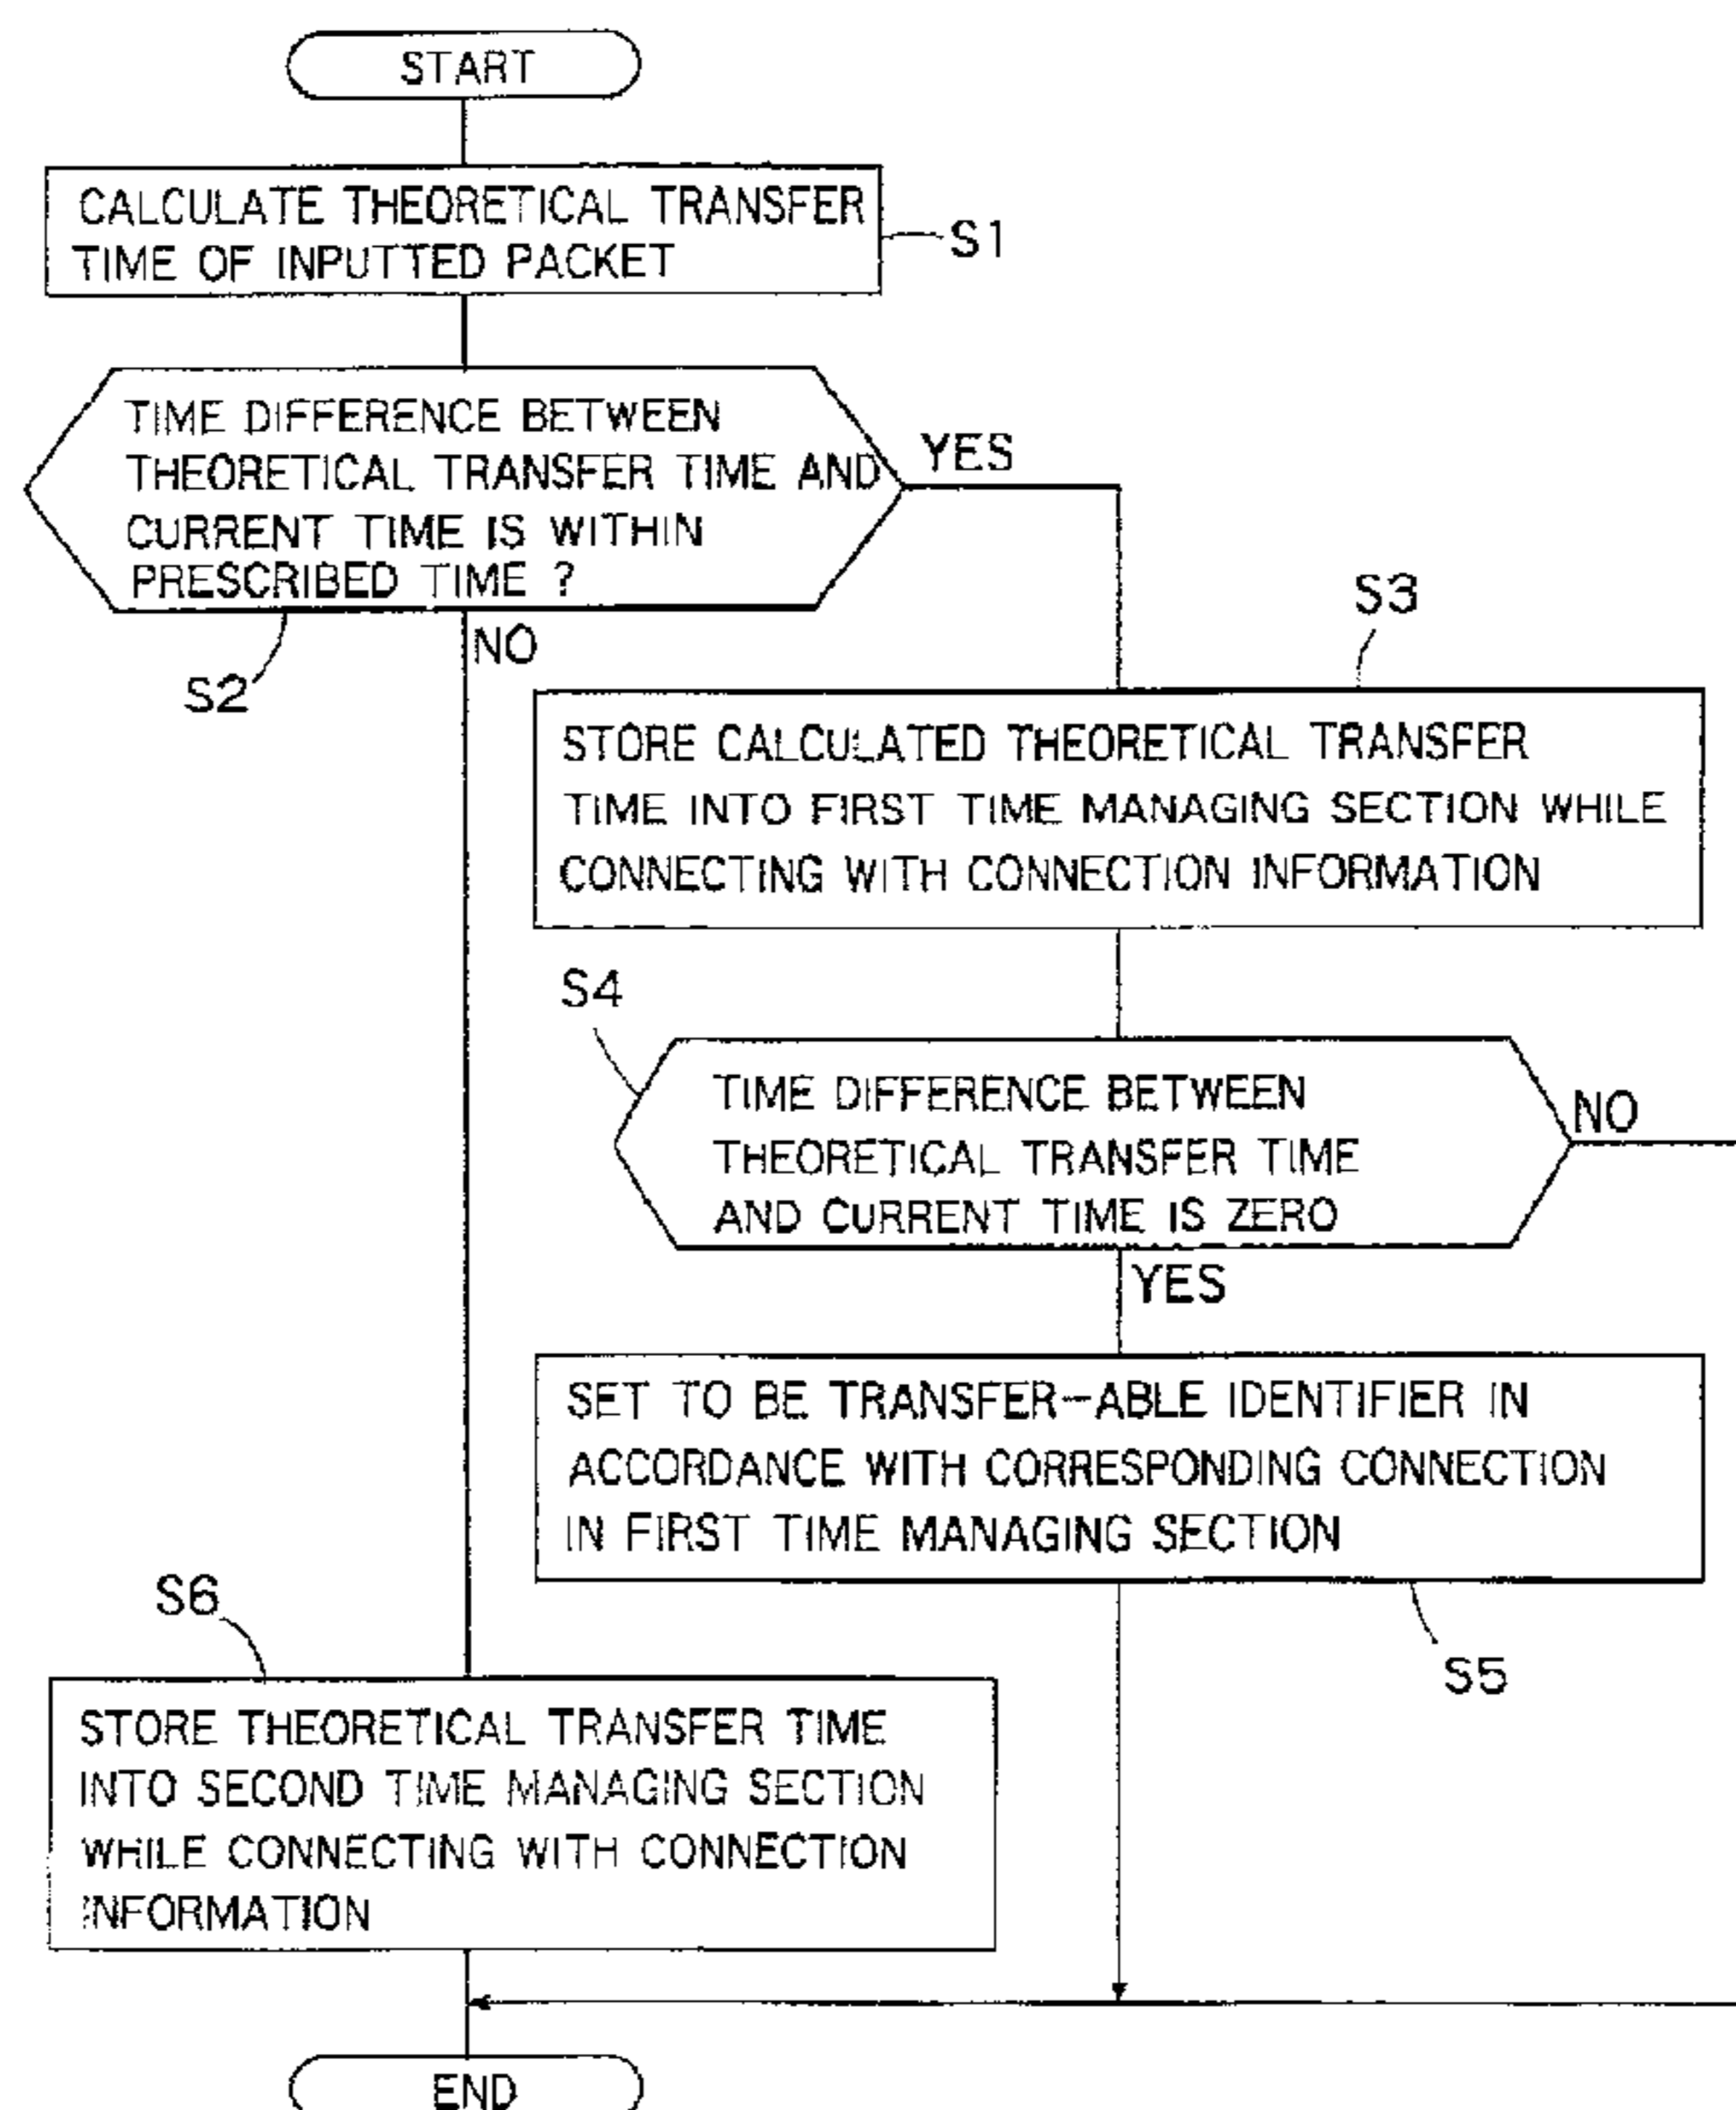 START
CALCULATE THEORETICAL TRANSFER
TIME OF INPUTTED PACKET
S1
TIME DIFFERENCE BETWEEN
THEORETICAL TRANSFER TIME AND
CURRENT TIME IS WITHIN
PRESCRIBED TIME ?
YES
NO
S2
S3
STORE CALCULATED THEORETICAL TRANSFER
TIME INTO FIRST TIME MANAGING SECTION WHILE
CONNECTING WITH CONNECTION INFORMATION
S4
TIME DIFFERENCE BETWEEN
THEORETICAL TRANSFER TIME
AND CURRENT TIME IS ZERO
NO
YES
SET TO BE TRANSFER-ABLE IDENTIFIER IN
ACCORDANCE WITH CORRESPONDING CONNECTION
IN FIRST TIME MANAGING SECTION
S5
S6
STORE THEORETICAL TRANSFER TIME
INTO SECOND TIME MANAGING SECTION
WHILE CONNECTING WITH CONNECTION
INFORMATION
END